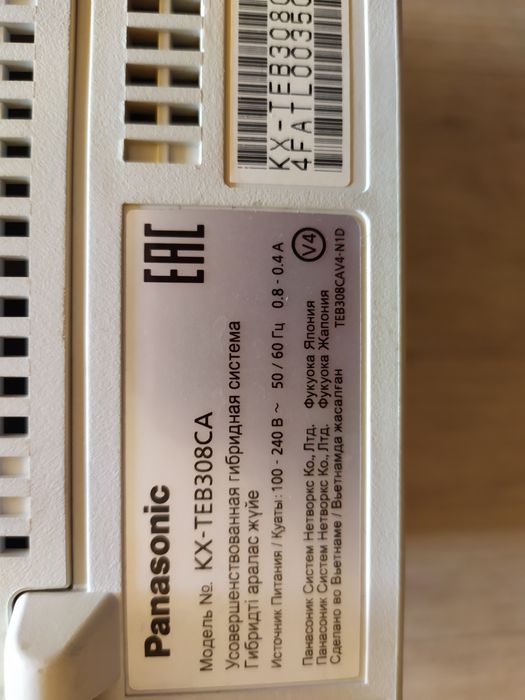 Panasonic
EAC
Модель №. KX-TEB308CA
Усовершенствованная гибридная система
Гибридті аралас жүйе
Источник Питания / Қуаты: 100 - 240 В ~ 50 / 60 Гц 0.8 - 0.4 A
V4
Панасоник Систем Нетворкс Ко., Лтд. Фукуока Япония
Панасоник Систем Нетворкс Ко., Лтд. Фукуока Жапония
Сделано во Вьетнаме / Вьетнамда жасалған TEB308CAV4-N1D
KX-TEB308
4FATL00350